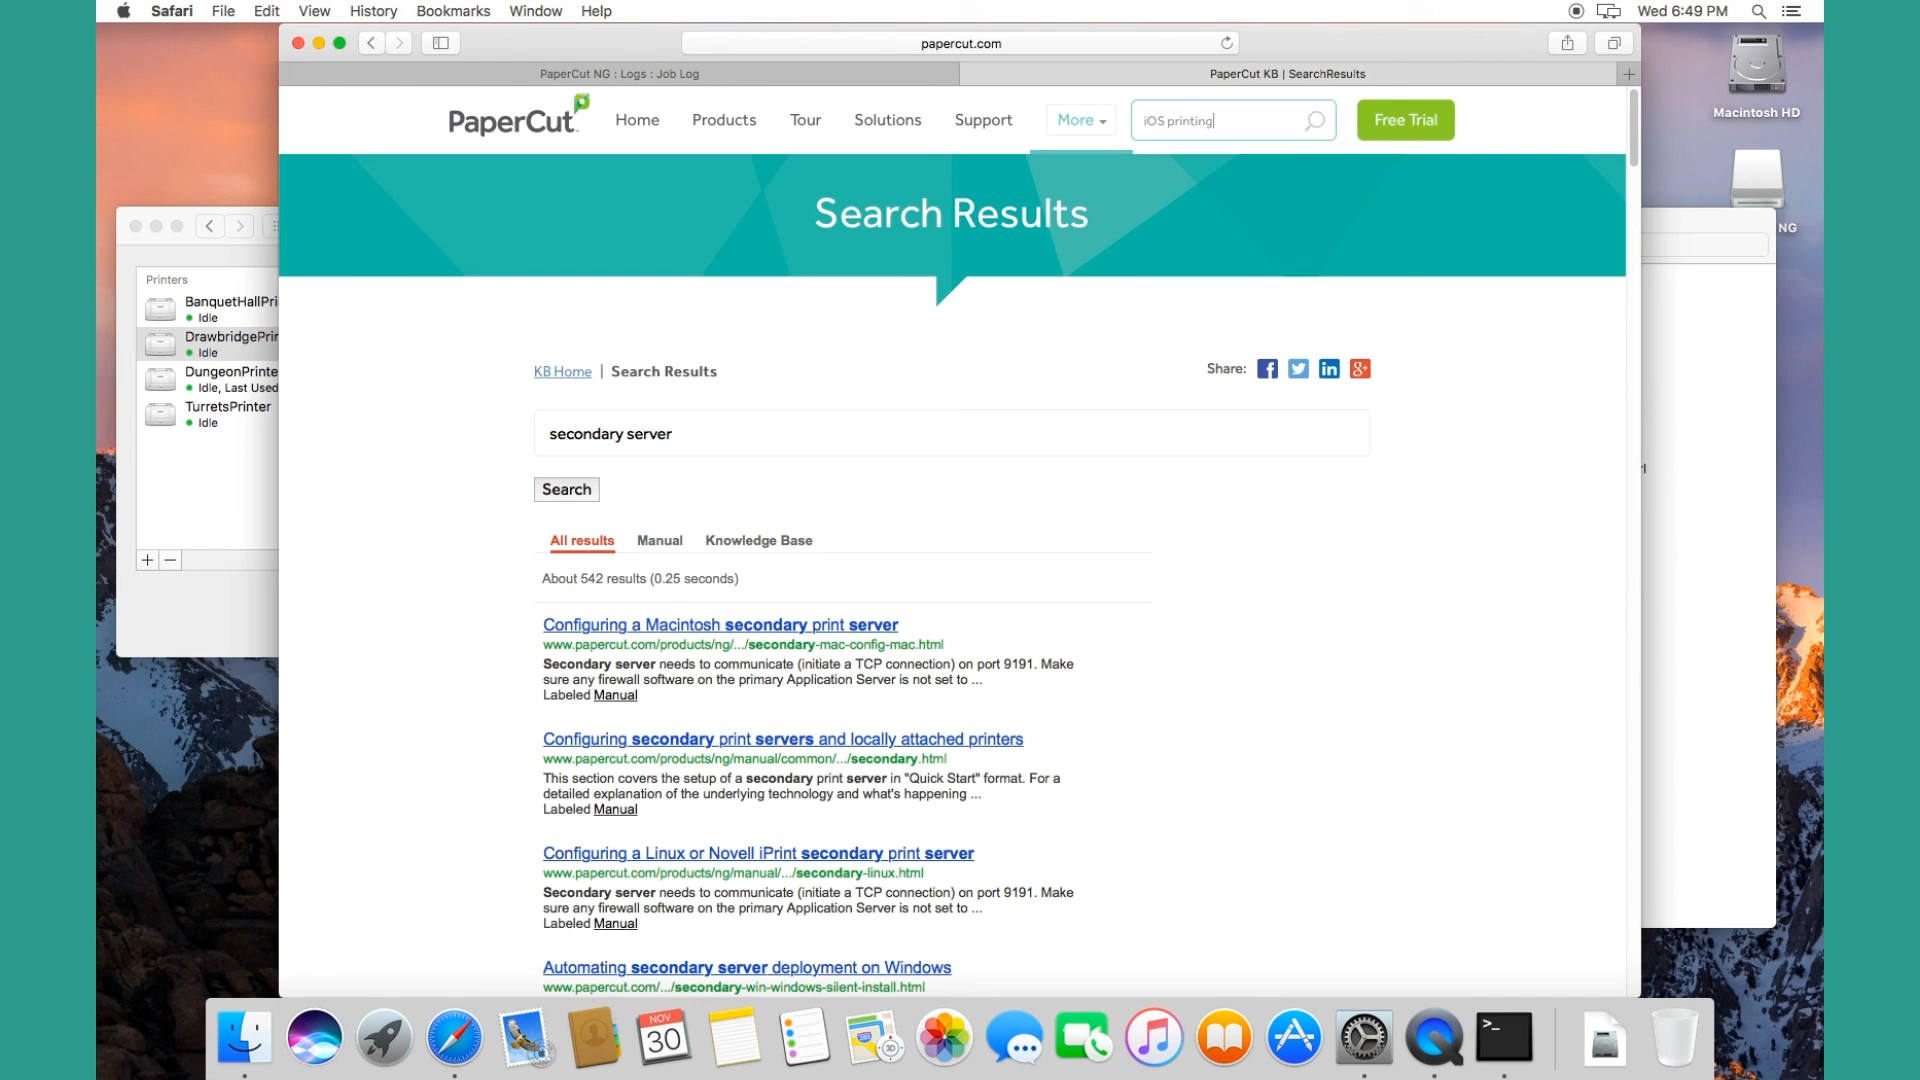 Safari File Edit View History Bookmarks Window Help
Wed 6:49 PM
papercut.com
PaperCut NG : Logs : Job Log
PaperCut KB | SearchResults
PaperCut
Home Products Tour Solutions Support More
iOS printing
Free Trial
Macintosh HD
NG
Search Results
Printers
BanquetHallPri
Idle
DrawbridgePrin
Idle
DungeonPrinte
Idle, Last Used
TurretsPrinter
Idle
KB Home | Search Results
Share:
secondary server
Search
All results Manual Knowledge Base
About 542 results (0.25 seconds)
Configuring a Macintosh secondary print server
www.papercut.com/products/ng/.../secondary-mac-config-mac.html
Secondary server needs to communicate (initiate a TCP connection) on port 9191. Make
sure any firewall software on the primary Application Server is not set to ...
Labeled Manual
Configuring secondary print servers and locally attached printers
www.papercut.com/products/ng/manual/common/.../secondary.html
This section covers the setup of a secondary print server in "Quick Start" format. For a
detailed explanation of the underlying technology and what's happening ...
Labeled Manual
Configuring a Linux or Novell iPrint secondary print server
www.papercut.com/products/ng/manual/.../secondary-linux.html
Secondary server needs to communicate (initiate a TCP connection) on port 9191. Make
sure any firewall software on the primary Application Server is not set to ...
Labeled Manual
Automating secondary server deployment on Windows
www.papercut.com/.../secondary-win-windows-silent-install.html
NOV
30
3D